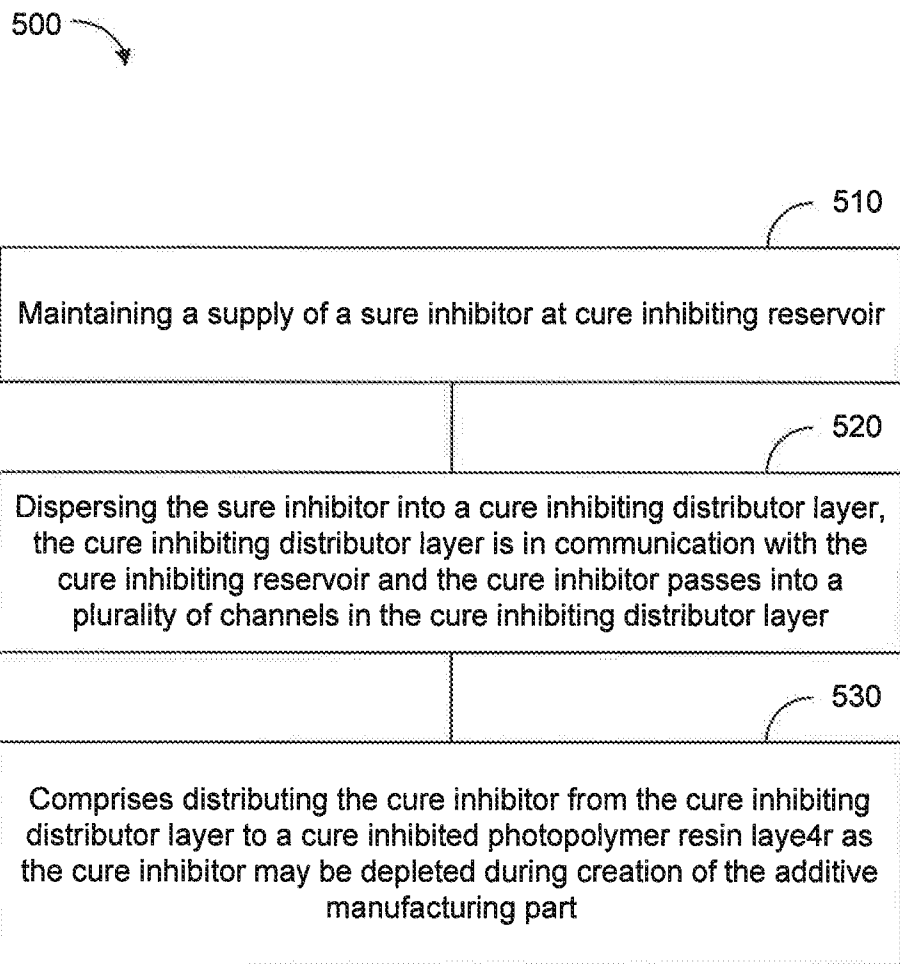 500
510
Maintaining a supply of a sure inhibitor at cure inhibiting reservoir
520
Dispersing the sure inhibitor into a cure inhibiting distributor layer,
the cure inhibiting distributor layer is in communication with the
cure inhibiting reservoir and the cure inhibitor passes into a
plurality of channels in the cure inhibiting distributor layer
530
Comprises distributing the cure inhibitor from the cure inhibiting
distributor layer to a cure inhibited photopolymer resin laye4r as
the cure inhibitor may be depleted during creation of the additive
manufacturing part